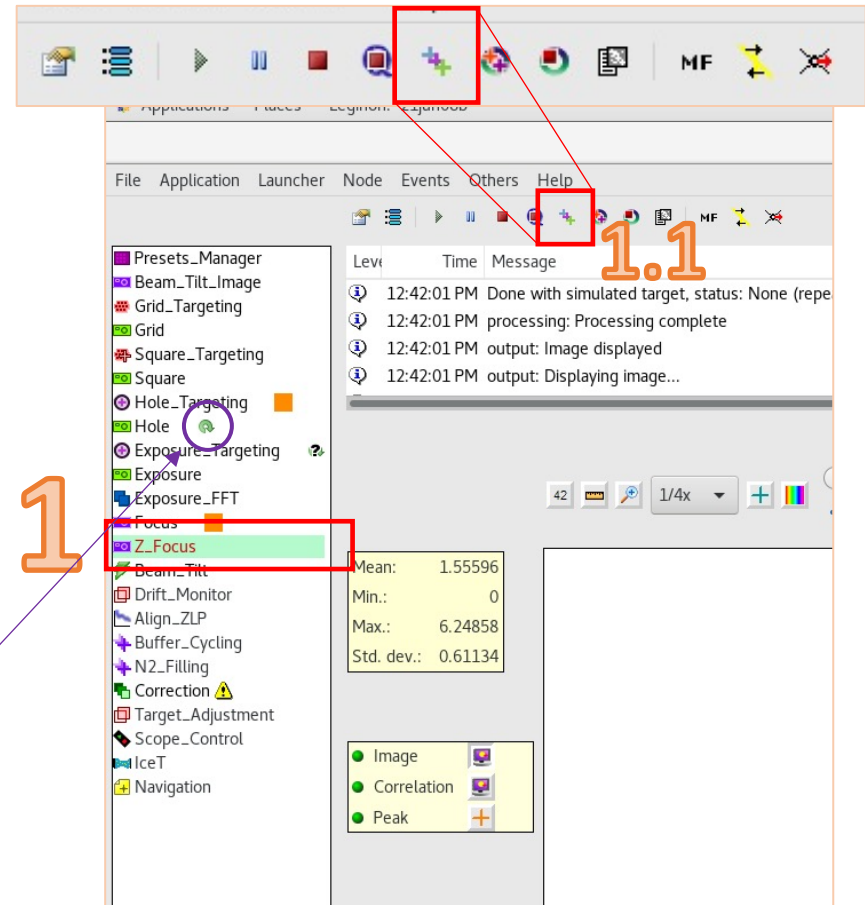 MF
Applications Places Leginon: 21jan08b
File Application Launcher Node Events Others Help
MF
1.1
Presets_Manager
Beam_Tilt_Image
Grid_Targeting
Grid
Square_Targeting
Square
Hole_Targeting
Hole
Exposure_Targeting
Exposure
Exposure_FFT
Focus
Z_Focus
Beam_Tilt
Drift_Monitor
Align_ZLP
Buffer_Cycling
N2_Filling
Correction
Target_Adjustment
Scope_Control
IceT
Navigation
1
Leve Time Message
12:42:01 PM Done with simulated target, status: None (repe
12:42:01 PM processing: Processing complete
12:42:01 PM output: Image displayed
12:42:01 PM output: Displaying image...
42 1/4x
Mean: 1.55596
Min.: 0
Max.: 6.24858
Std. dev.: 0.61134
Image
Correlation
Peak